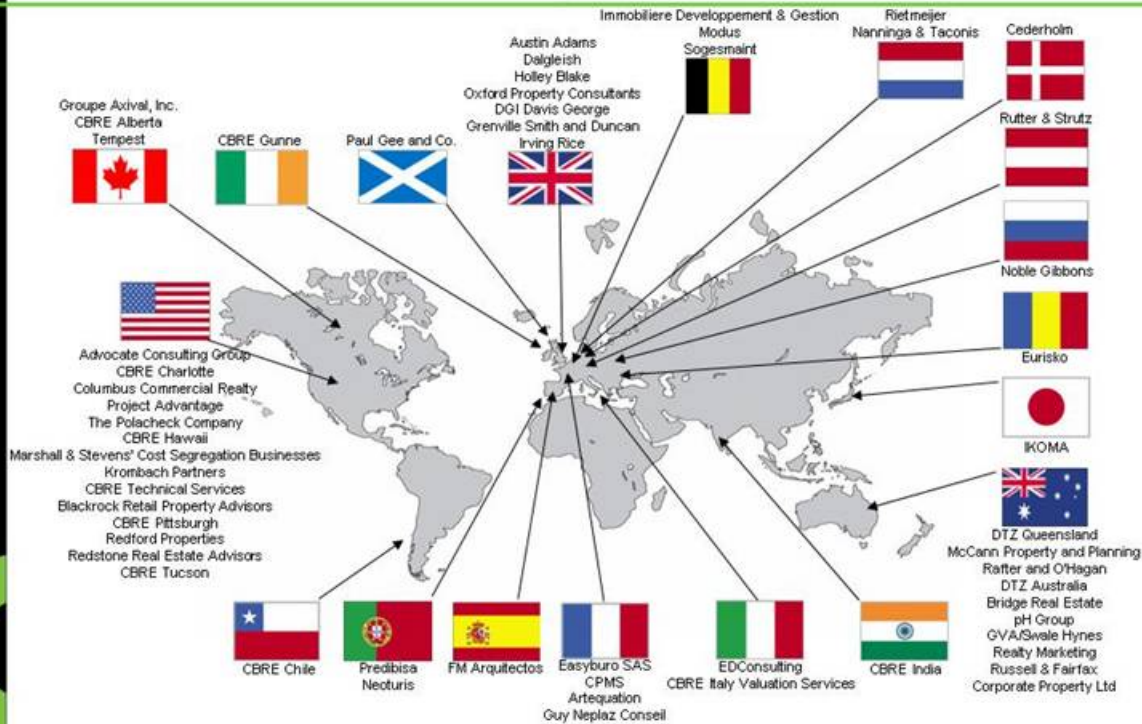 Immobiliere Developpement & Gestion
Modus
Sogesmaint
Rietmeijer
Nanninga & Taconis
Cederholm
Austin Adams
Dalgleish
Holley Blake
Oxford Property Consultants
DGI Davis George
Grenville Smith and Duncan
Irving Rice
Groupe Axival, Inc.
CBRE Alberta
Tempest
CBRE Gunne
Paul Gee and Co.
Rutter & Strutz
Noble Gibbons
Eurisko
IKOMA
Advocate Consulting Group
CBRE Charlotte
Columbus Commercial Realty
Project Advantage
The Polacheck Company
CBRE Hawaii
Marshall & Stevens' Cost Segregation Businesses
Krombach Partners
CBRE Technical Services
Blackrock Retail Property Advisors
CBRE Pittsburgh
Redford Properties
Redstone Real Estate Advisors
CBRE Tucson
DTZ Queensland
McCann Property and Planning
Rafter and O'Hagan
DTZ Australia
Bridge Real Estate
pH Group
GVA/Swale Hynes
Realty Marketing
Russell & Fairfax
Corporate Property Ltd
CBRE Chile
Predibisa
Neoturis
FM Arquitectos
Easyburo SAS
CPMS
Artequation
Guy Neplaz Conseil
EDConsulting
CBRE Italy Valuation Services
CBRE India